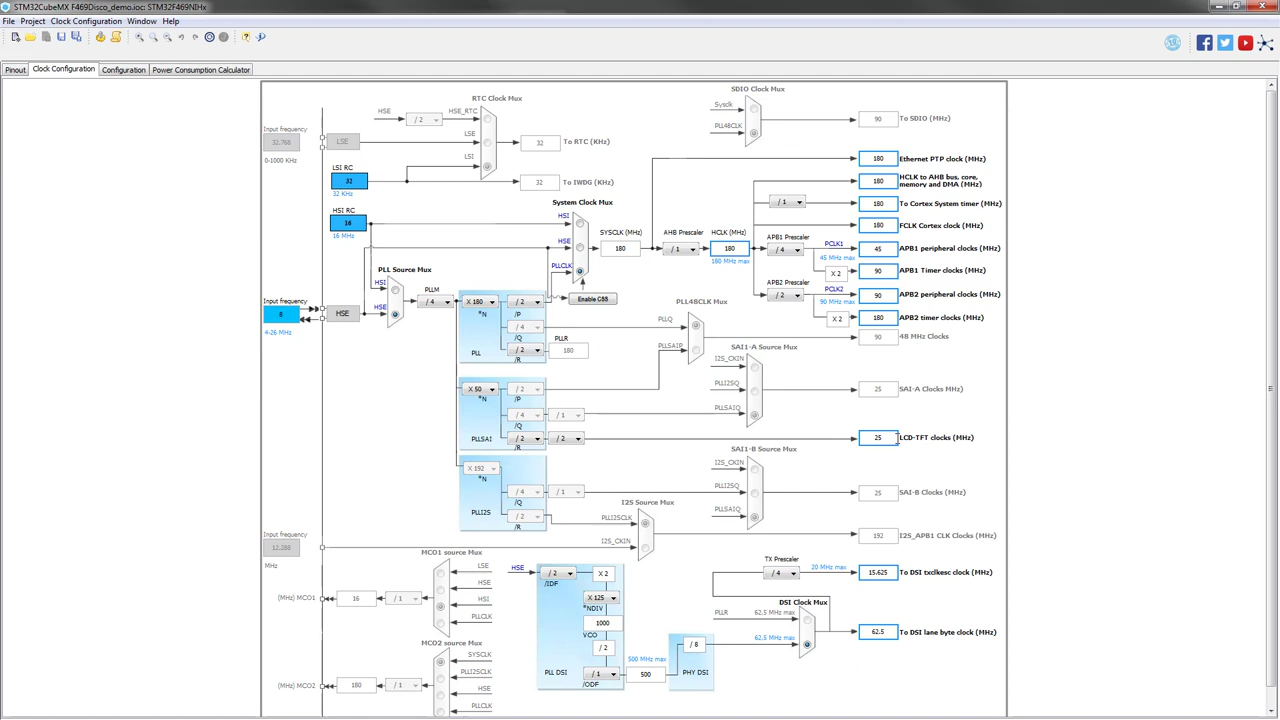 STM32CubeMX F469Disco_demo.ioc: STM32F469NIHx
File Project Clock Configuration Window Help
Pinout Clock Configuration Configuration Power Consumption Calculator
RTC Clock Mux
SDIO Clock Mux
HSE / 2 HSE_RTC
Sysclk
PLL48CLK
90 To SDIO (MHz)
Input frequency
32.768
0-1000 KHz
LSE LSE
32 To RTC (KHz)
LSI
LSI RC
32
32 KHz
32 To IWDG (KHz)
180 Ethernet PTP clock (MHz)
180 HCLK to AHB bus, core,
memory and DMA (MHz)
/ 1 180 To Cortex System timer (MHz)
180 FCLK Cortex clock (MHz)
System Clock Mux
HSI RC
16
16 MHz
HSI
HSE
PLLCLK
SYSCLK (MHz)
180
AHB Prescaler
/ 1
HCLK (MHz)
180
180 MHz max
APB1 Prescaler
/ 4
PCLK1
45 MHz max
45 APB1 peripheral clocks (MHz)
X 2 90 APB1 Timer clocks (MHz)
APB2 Prescaler
/ 2
PCLK2
90 MHz max
90 APB2 peripheral clocks (MHz)
X 2 180 APB2 timer clocks (MHz)
Enable CSS
PLL Source Mux
HSI
HSE
PLLM
/ 4
Input frequency
8
4-26 MHz
HSE
X 180
*N
/ 2
/P
/ 4
/Q
/ 2
/R
PLL
PLLR
180
PLL48CLK Mux
PLLQ
PLLSAIP
90 48 MHz Clocks
SAI1-A Source Mux
I2S_CKIN
PLLI2SQ
PLLSAIQ
25 SAI-A Clocks MHz)
X 50
*N
/ 2
/P
/ 4 / 1
/Q
/ 2 / 2
/R
PLLSAI
25 LCD-TFT clocks (MHz)
SAI1-B Source Mux
I2S_CKIN
PLLI2SQ
PLLSAIQ
25 SAI-B Clocks (MHz)
X 192
*N
/ 4 / 1
/Q
/ 2
/R
PLLI2S
I2S Source Mux
PLLI2SCLK
I2S_CKIN
192 I2S_APB1 CLK Clocks (MHz)
Input frequency
12.288
MHz
MCO1 source Mux
LSE
HSE
HSI
PLLCLK
(MHz) MCO1 16 / 1
MCO2 source Mux
SYSCLK
PLLI2SCLK
HSE
PLLCLK
(MHz) MCO2 180 / 1
HSE
/ 2
/IDF
X 2
X 125
*NDIV
1000
VCO
/ 2
/ 1
/ODF
PLL DSI
500 MHz max
500
/ 8
PHY DSI
TX Prescaler
/ 4
20 MHz max
15.625 To DSI txclkesc clock (MHz)
DSI Clock Mux
PLLR 62.5 MHz max
62.5 MHz max
62.5 To DSI lane byte clock (MHz)